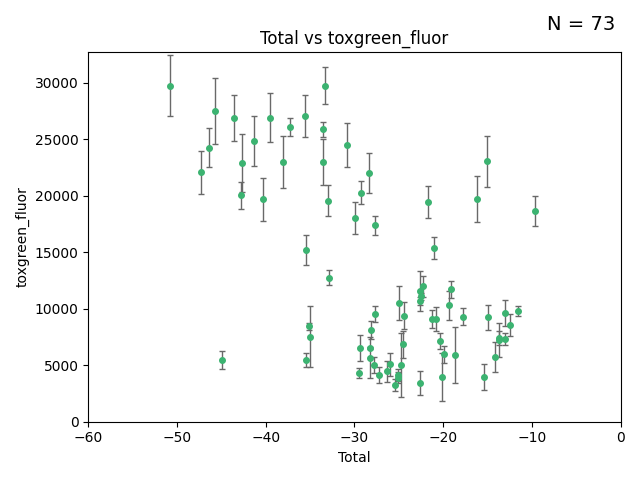 N = 73
Total vs toxgreen_fluor
30000
25000
20000
15000
10000
5000
0
toxgreen_fluor
−60 −50 −40 −30 −20 −10 0
Total